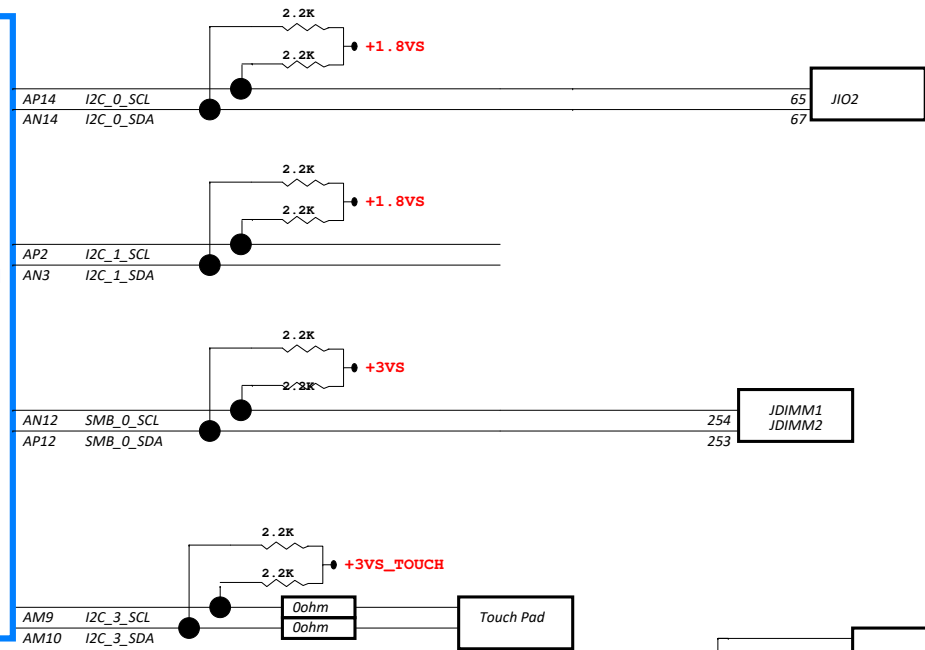 2.2K
+1.8VS
2.2K
AP14 I2C_0_SCL 65 JIO2
AN14 I2C_0_SDA 67
2.2K
+1.8VS
2.2K
AP2 I2C_1_SCL
AN3 I2C_1_SDA
2.2K
+3VS
2.2K
AN12 SMB_0_SCL 254 JDIMM1
AP12 SMB_0_SDA 253 JDIMM2
2.2K
+3VS_TOUCH
2.2K
AM9 I2C_3_SCL 0ohm Touch Pad
AM10 I2C_3_SDA 0ohm